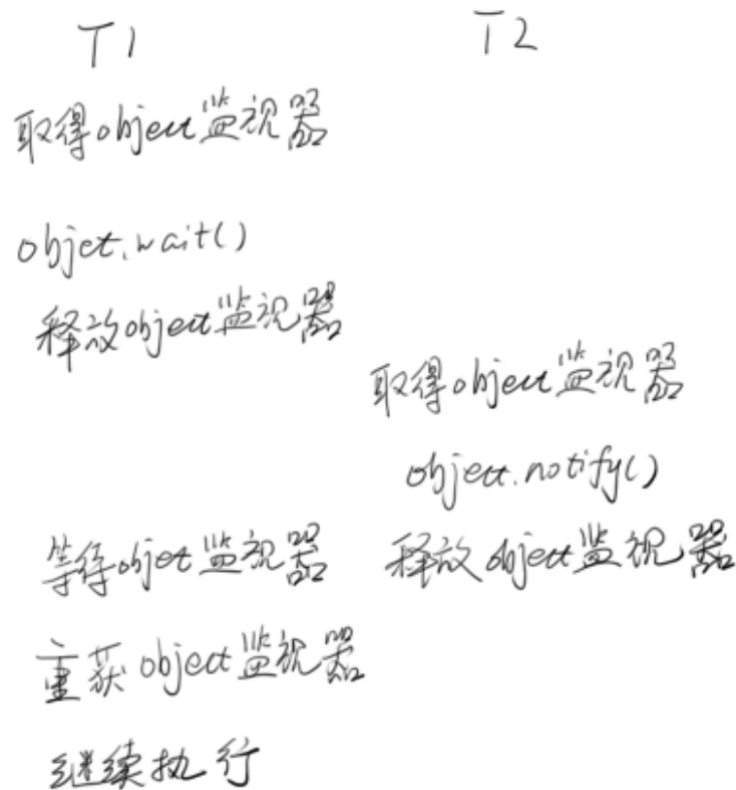 T1
T2
取得object监视器
objet.wait()
释放object监视器
取得object监视器
object.notify()
等待objet监视器
释放object监视器
重获object监视器
继续执行